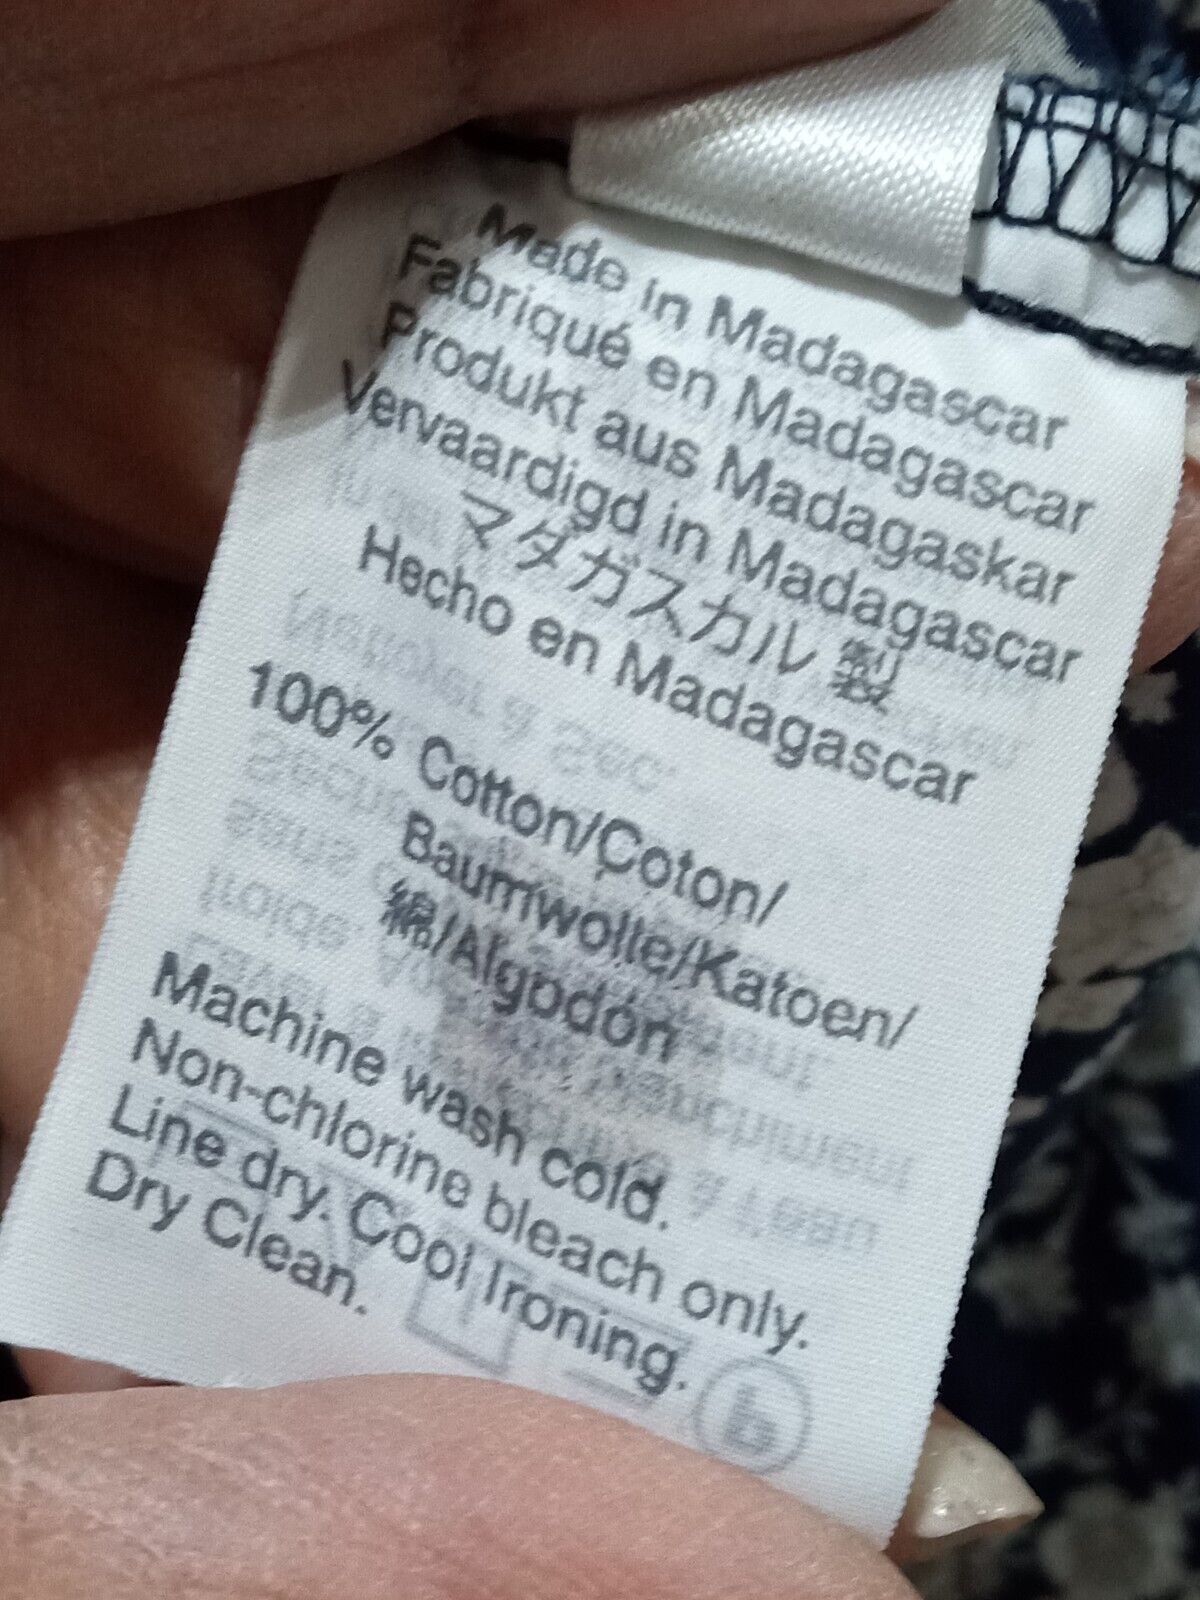 Made in Madagascar
Fabriqué en Madagascar
Produkt aus Madagaskar
Vervaardigd in Madagascar
マダガスカル 製
Hecho en Madagascar
100% Cotton/Coton/
Baumwolle/Katoen/
綿/Algodón
Machine wash cold.
Non-chlorine bleach only.
Line dry. Cool Ironing.
Dry Clean.